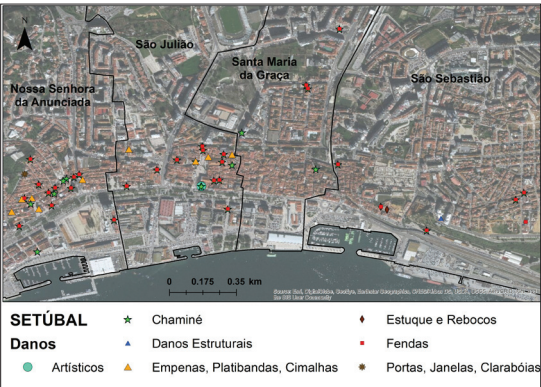 N
São Julião
Santa Maria
da Graça
São Sebastião
Nossa Senhora
da Anunciada
0 0.175 0.35 km
SETÚBAL
Danos
Artísticos
Chaminé
Danos Estruturais
Empenas, Platibandas, Cimalhas
Estuque e Rebocos
Fendas
Portas, Janelas, Clarabóias